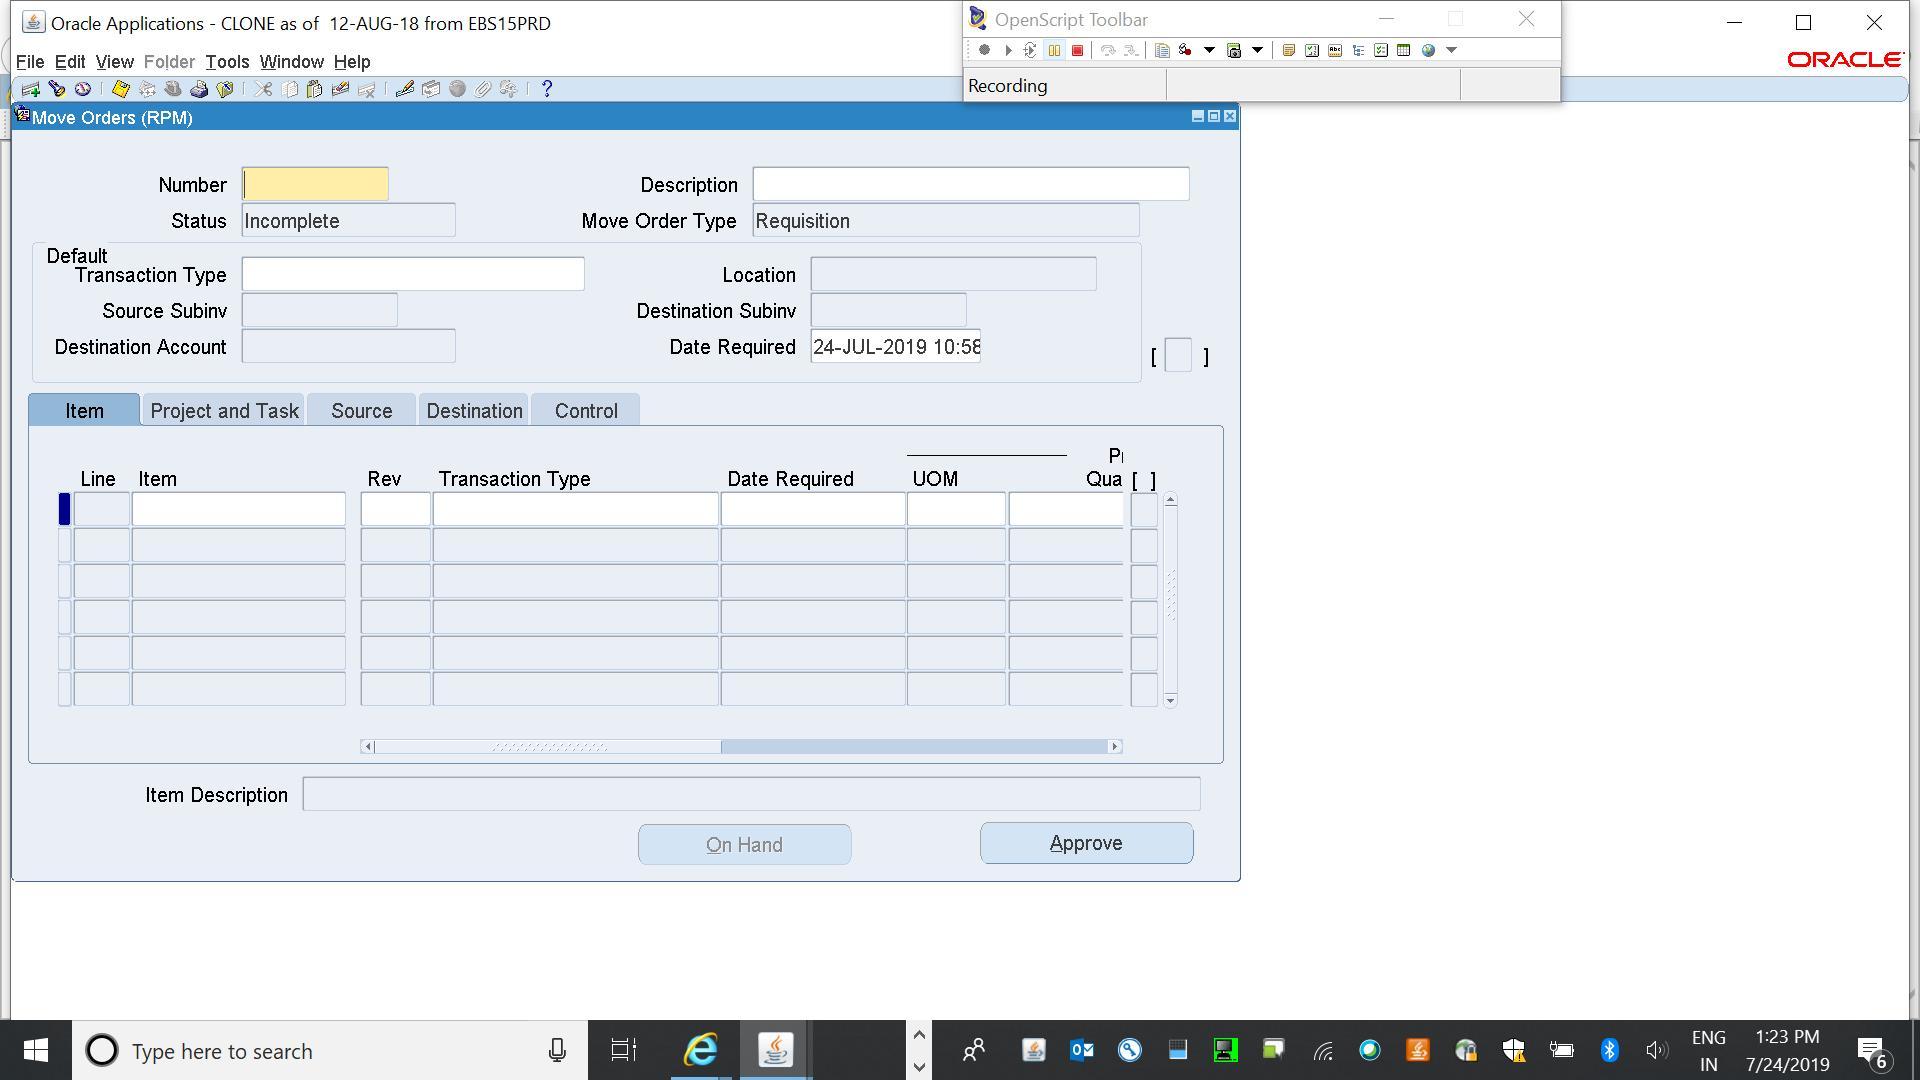 Oracle Applications - CLONE as of 12-AUG-18 from EBS15PRD
OpenScript Toolbar
File Edit View Folder Tools Window Help
ORACLE
Recording
Move Orders (RPM)
Number
Description
Status Incomplete
Move Order Type Requisition
Default
Transaction Type
Location
Source Subinv
Destination Subinv
Destination Account
Date Required 24-JUL-2019 10:58
[ ]
Item Project and Task Source Destination Control
Line Item Rev Transaction Type Date Required UOM [ ]
Item Description
On Hand
Approve
Type here to search
ENG
IN
1:23 PM
7/24/2019
6